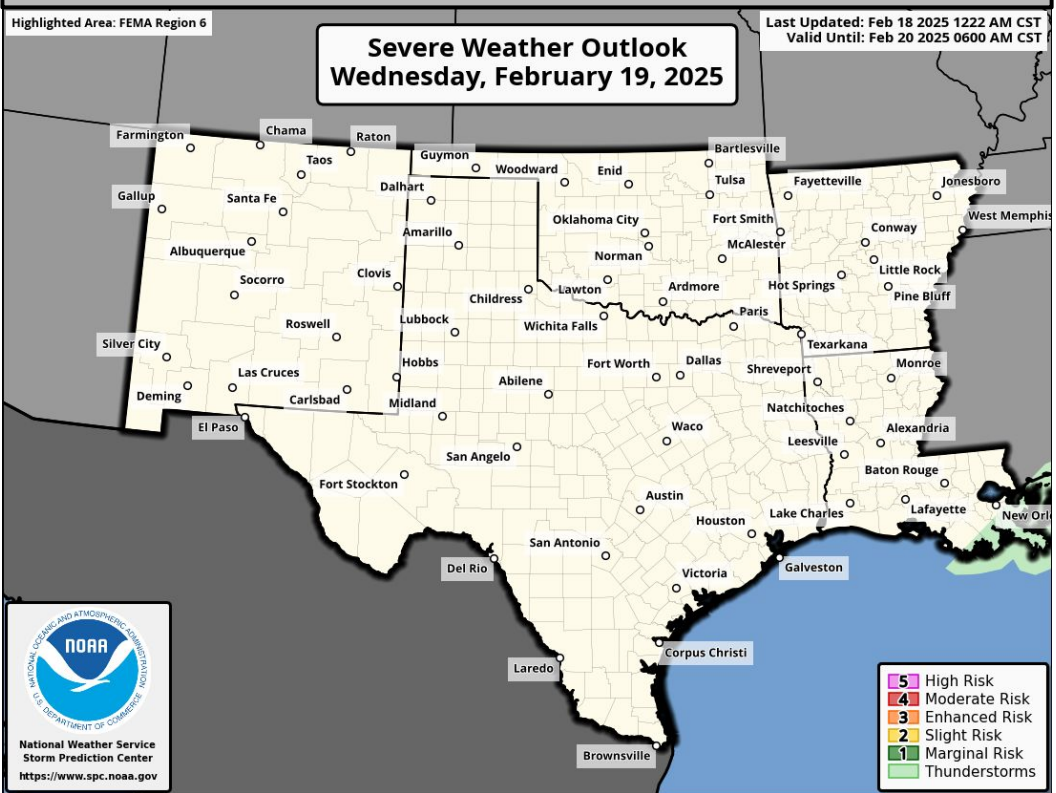 Highlighted Area: FEMA Region 6
Severe Weather Outlook
Wednesday, February 19, 2025
Last Updated: Feb 18 2025 1222 AM CST
Valid Until: Feb 20 2025 0600 AM CST
Farmington
Chama
Raton
Taos
Guymon
Woodward
Enid
Bartlesville
Tulsa
Fayetteville
Jonesboro
Gallup
Santa Fe
Dalhart
Oklahoma City
Fort Smith
West Memphis
Albuquerque
Amarillo
Norman
McAlester
Conway
Socorro
Clovis
Childress
Lawton
Ardmore
Hot Springs
Little Rock
Pine Bluff
Roswell
Lubbock
Wichita Falls
Paris
Texarkana
Silver City
Las Cruces
Hobbs
Abilene
Fort Worth
Dallas
Shreveport
Monroe
Deming
Carlsbad
Midland
Natchitoches
El Paso
Waco
Leesville
Alexandria
San Angelo
Fort Stockton
Baton Rouge
Austin
Houston
Lake Charles
Lafayette
New Orl
San Antonio
Del Rio
Galveston
Victoria
Laredo
Corpus Christi
Brownsville
NATIONAL OCEANIC AND ATMOSPHERIC ADMINISTRATION
NOAA
U.S. DEPARTMENT OF COMMERCE
National Weather Service
Storm Prediction Center
https://www.spc.noaa.gov
5 High Risk
4 Moderate Risk
3 Enhanced Risk
2 Slight Risk
1 Marginal Risk
Thunderstorms